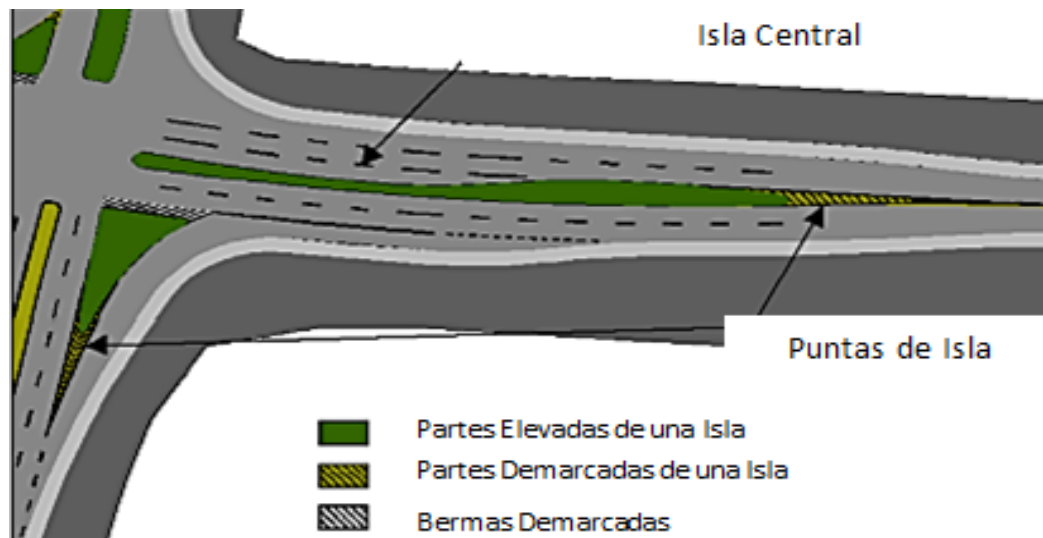 Isla Central
Puntas de Isla
Partes Elevadas de una Isla
Partes Demarcadas de una Isla
Bermas Demarcadas